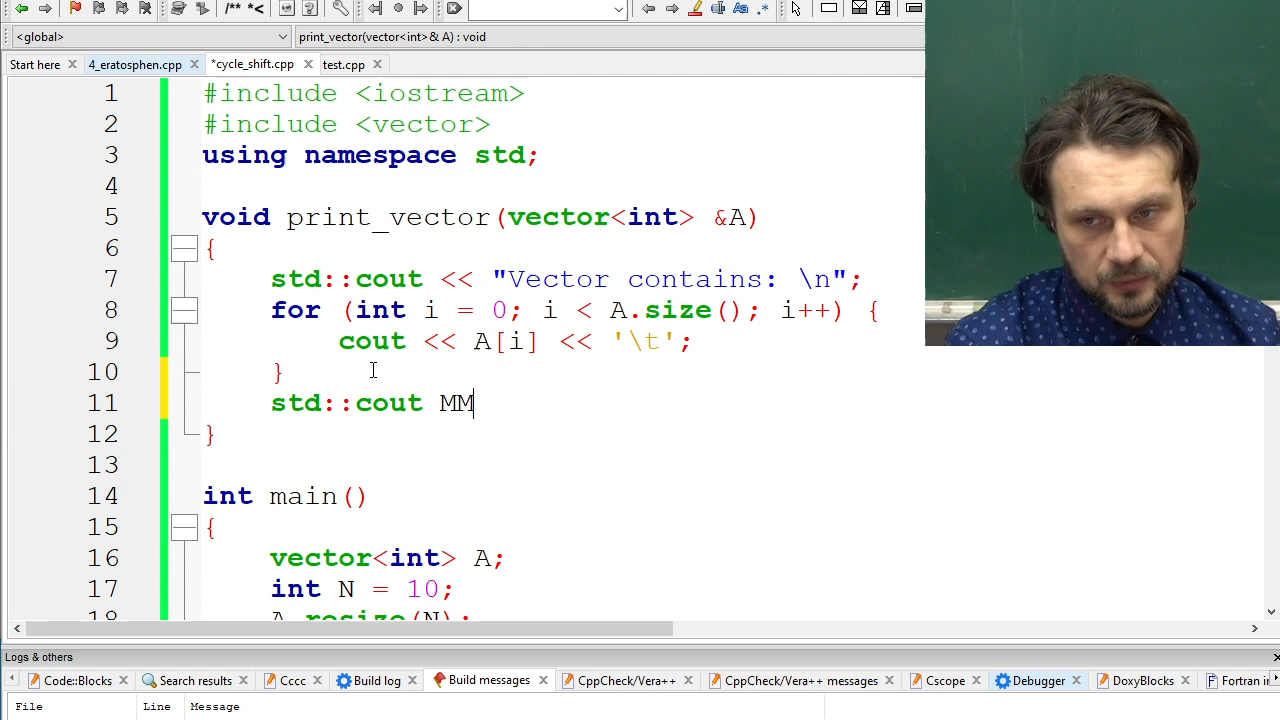 /** *<
<global>
print_vector(vector<int>& A) : void
Start here
4_eratosphen.cpp
*cycle_shift.cpp
test.cpp
1 #include <iostream>
2 #include <vector>
3 using namespace std;
4
5 void print_vector(vector<int> &A)
6 {
7 std::cout << "Vector contains: \n";
8 for (int i = 0; i < A.size(); i++) {
9 cout << A[i] << '\t';
10 }
11 std::cout MM
12 }
13
14 int main()
15 {
16 vector<int> A;
17 int N = 10;
18 A.resize(N);
Logs & others
Code::Blocks
Search results
Cccc
Build log
Build messages
CppCheck/Vera++
CppCheck/Vera++ messages
Cscope
Debugger
DoxyBlocks
Fortran in
File Line Message